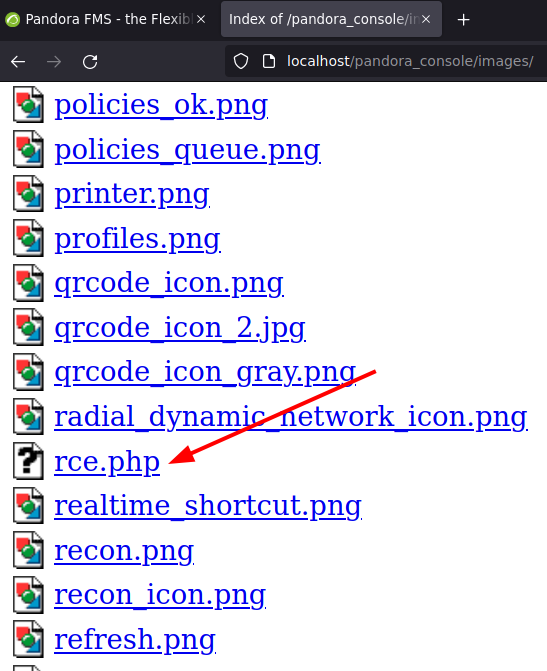 Pandora FMS - the Flexibl
Index of /pandora_console/im
localhost/pandora_console/images/
policies_ok.png
policies_queue.png
printer.png
profiles.png
qrcode_icon.png
qrcode_icon_2.jpg
qrcode_icon_gray.png
radial_dynamic_network_icon.png
rce.php
realtime_shortcut.png
recon.png
recon_icon.png
refresh.png